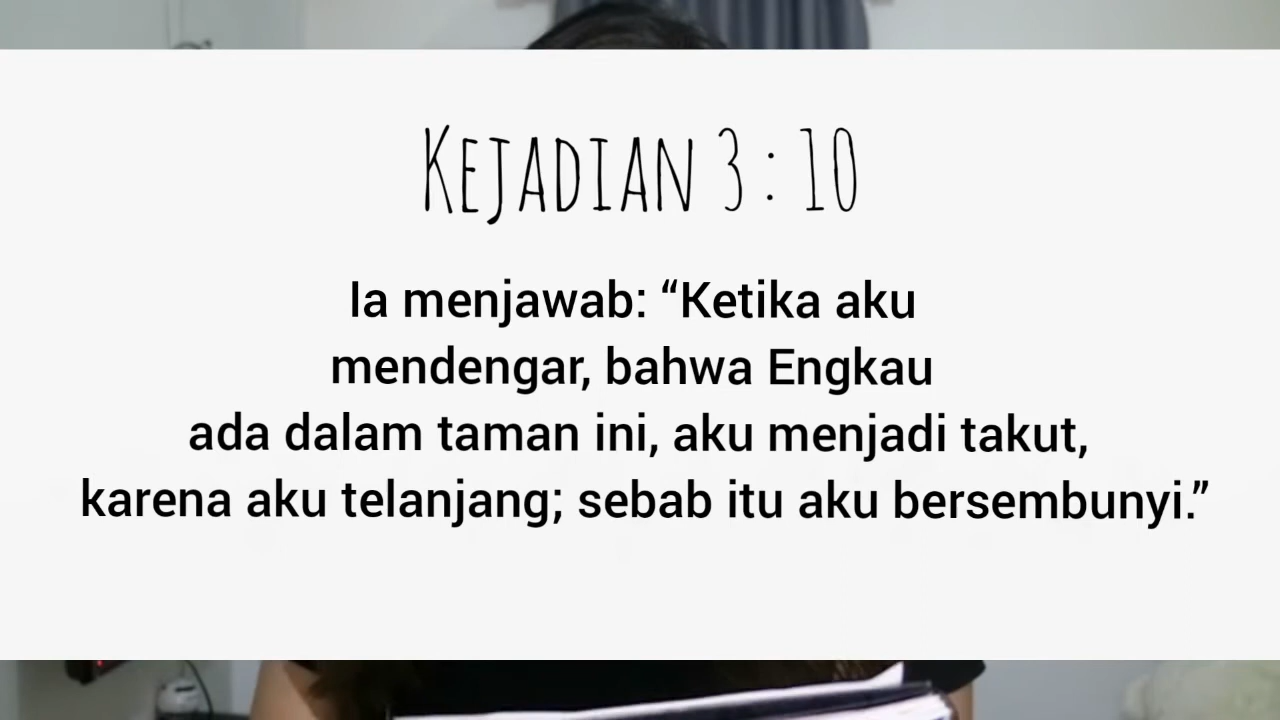 KEJADIAN 3 : 10
Ia menjawab: “Ketika aku
mendengar, bahwa Engkau
ada dalam taman ini, aku menjadi takut,
karena aku telanjang; sebab itu aku bersembunyi.”